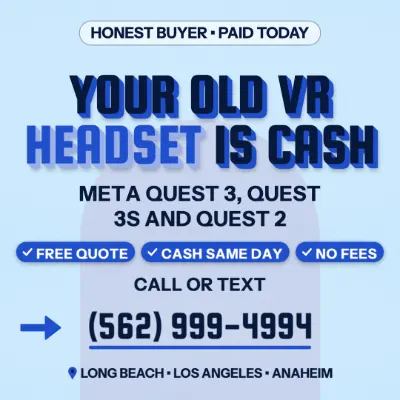 HONEST BUYER • PAID TODAY
YOUR OLD VR
HEADSET IS CASH
META QUEST 3, QUEST
3S AND QUEST 2
✓ FREE QUOTE ✓ CASH SAME DAY ✓ NO FEES
CALL OR TEXT
(562) 999-4994
LONG BEACH • LOS ANGELES • ANAHEIM